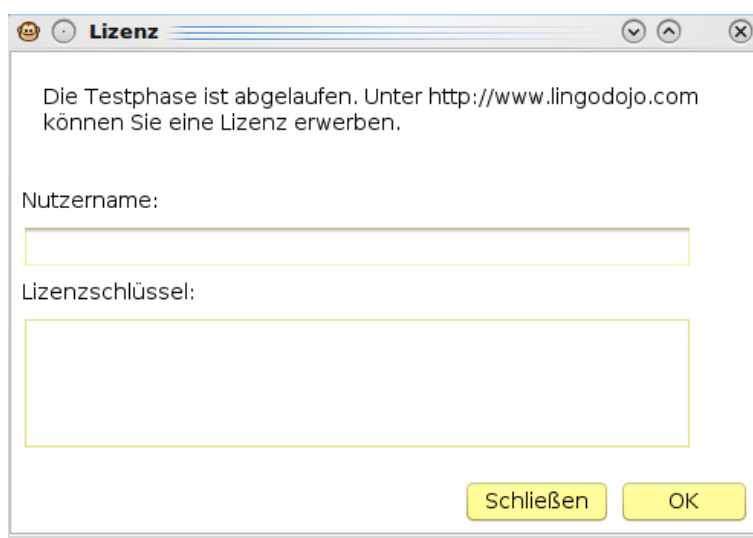 Lizenz
Die Testphase ist abgelaufen. Unter http://www.lingodojo.com
können Sie eine Lizenz erwerben.
Nutzername:
Lizenzschlüssel:
Schließen
OK